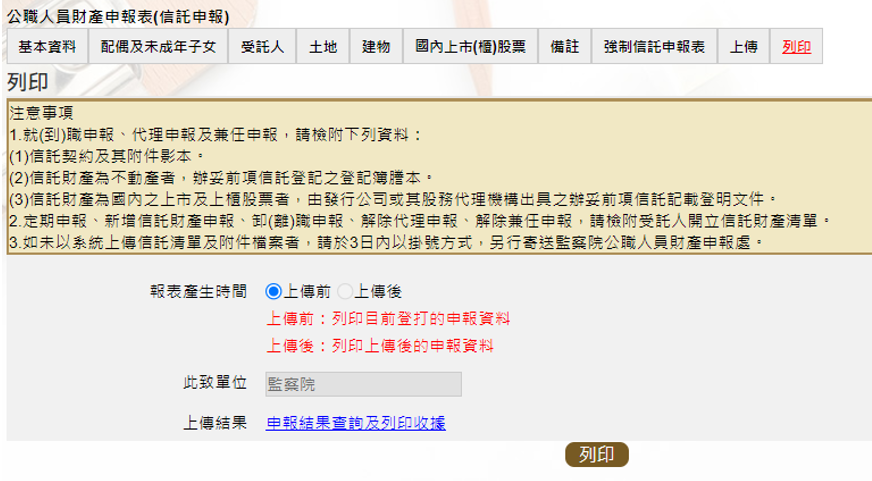 公職人員財產申報表(信託申報)
基本資料 配偶及未成年子女 受託人 土地 建物 國內上市(櫃)股票 備註 強制信託申報表 上傳 列印
列印
注意事項
1.就(到)職申報、代理申報及兼任申報，請檢附下列資料：
(1)信託契約及其附件影本。
(2)信託財產為不動產者，辦妥前項信託登記之登記簿謄本。
(3)信託財產為國內之上市及上櫃股票者，由發行公司或其股務代理機構出具之辦妥前項信託記載登明文件。
2.定期申報、新增信託財產申報、卸(離)職申報、解除代理申報、解除兼任申報，請檢附受託人開立信託財產清單。
3.如未以系統上傳信託清單及附件檔案者，請於3日內以掛號方式，另行寄送監察院公職人員財產申報處。
報表產生時間 上傳前 上傳後
上傳前：列印目前登打的申報資料
上傳後：列印上傳後的申報資料
此致單位 監察院
上傳結果 申報結果查詢及列印收據
列印